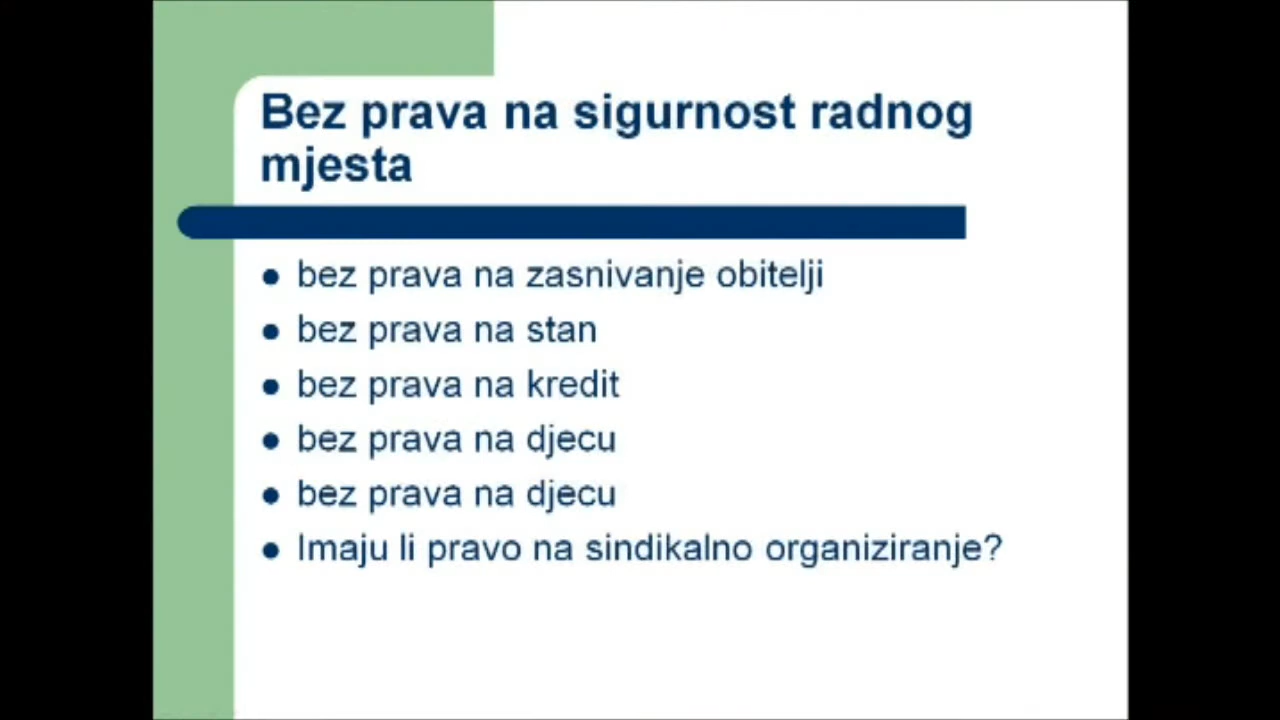 Bez prava na sigurnost radnog
mjesta
bez prava na zasnivanje obitelji
bez prava na stan
bez prava na kredit
bez prava na djecu
bez prava na djecu
Imaju li pravo na sindikalno organiziranje?